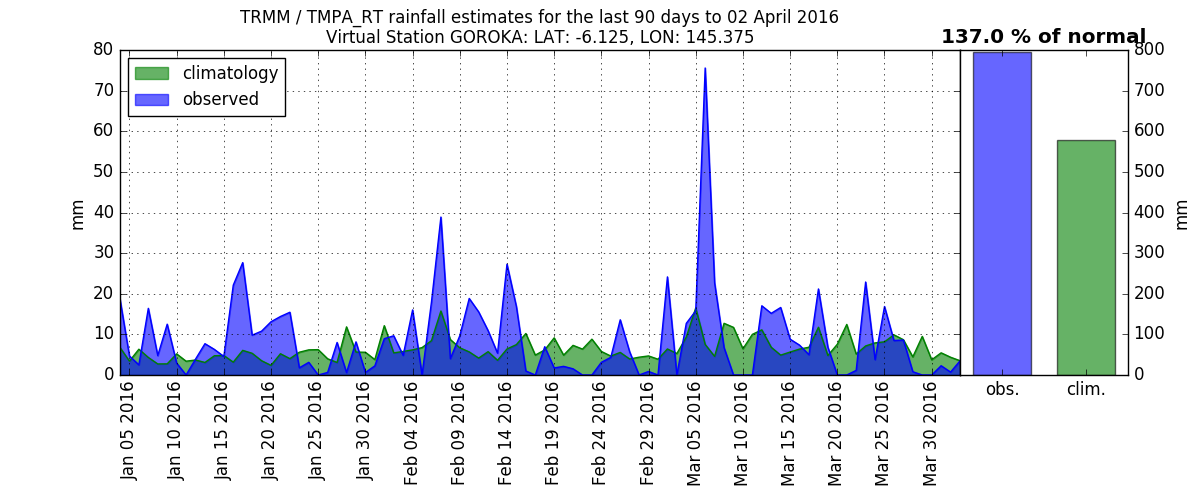 TRMM / TMPA_RT rainfall estimates for the last 90 days to 02 April 2016
Virtual Station GOROKA: LAT: -6.125, LON: 145.375
137.0 % of normal
climatology
observed
80
70
60
50
40
30
20
10
0
mm
Jan 05 2016
Jan 10 2016
Jan 15 2016
Jan 20 2016
Jan 25 2016
Jan 30 2016
Feb 04 2016
Feb 09 2016
Feb 14 2016
Feb 19 2016
Feb 24 2016
Feb 29 2016
Mar 05 2016
Mar 10 2016
Mar 15 2016
Mar 20 2016
Mar 25 2016
Mar 30 2016
obs.
clim.
800
700
600
500
400
300
200
100
0
mm